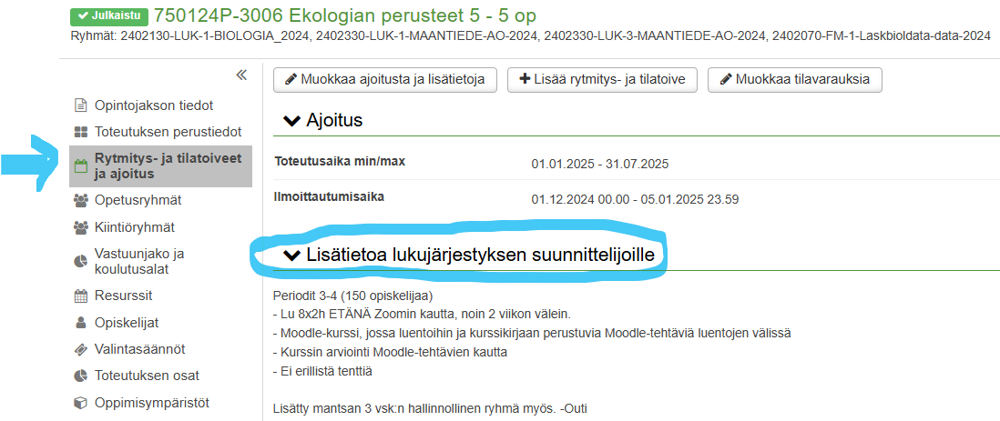 Julkaistu 750124P-3006 Ekologian perusteet 5 - 5 op
Ryhmät: 2402130-LUK-1-BIOLOGIA_2024, 2402330-LUK-1-MAANTIEDE-AO-2024, 2402330-LUK-3-MAANTIEDE-AO-2024, 2402070-FM-1-Laskbioldata-data-2024
Opintojakson tiedot
Toteutuksen perustiedot
Rytmitys- ja tilatoiveet
ja ajoitus
Opetusryhmät
Kiintiöryhmät
Vastuunjako ja
koulutusalat
Resurssit
Opiskelijat
Valintasäännöt
Toteutuksen osat
Oppimisympäristöt
Muokkaa ajoitusta ja lisätietoja
Lisää rytmitys- ja tilatoive
Muokkaa tilavarauksia
Ajoitus
Toteutusaika min/max 01.01.2025 - 31.07.2025
Ilmoittautumisaika 01.12.2024 00.00 - 05.01.2025 23.59
Lisätietoa lukujärjestyksen suunnittelijoille
Periodit 3-4 (150 opiskelijaa)
- Lu 8x2h ETÄNÄ Zoomin kautta, noin 2 viikon välein.
- Moodle-kurssi, jossa luentoihin ja kurssikirjaan perustuvia Moodle-tehtäviä luentojen välissä
- Kurssin arviointi Moodle-tehtävien kautta
- Ei erillistä tenttiä
Lisätty mantsan 3 vsk:n hallinnollinen ryhmä myös. -Outi